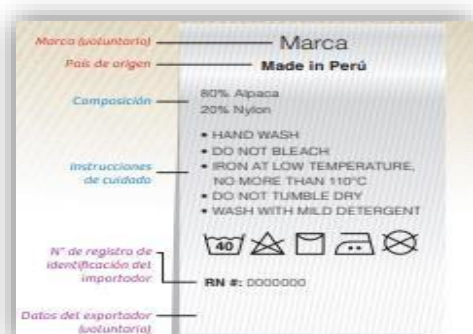 Marca (voluntario)
Marca
País de origen
Made in Perú
Composición
80% Alpaca
20% Nylon
Instrucciones
de cuidado
• HAND WASH
• DO NOT BLEACH
• IRON AT LOW TEMPERATURE,
NO MORE THAN 110°C
• DO NOT TUMBLE DRY
• WASH WITH MILD DETERGENT
40
N° de registro de
identificación del
importador
RN #: 0000000
Datos del exportador
(voluntario)